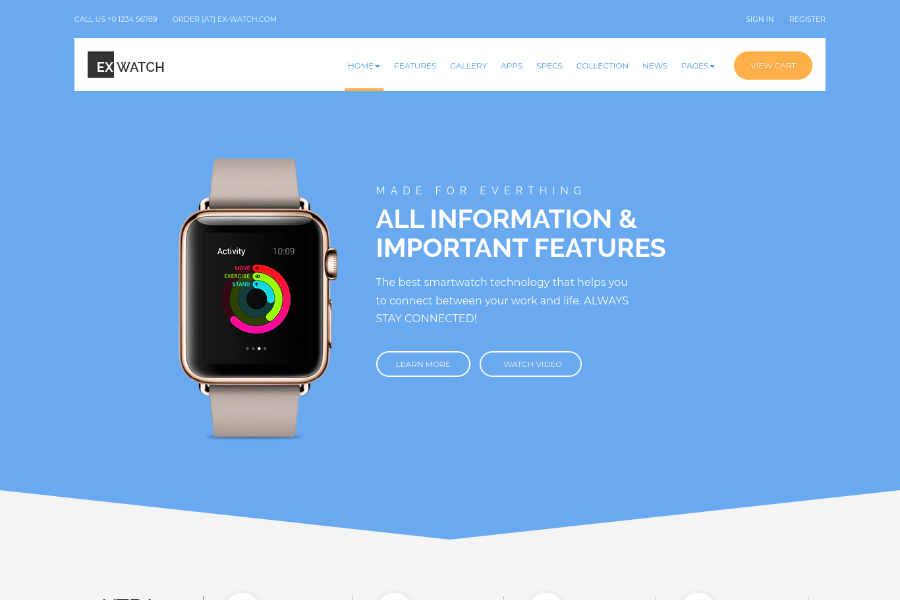 CALL US +0 1234 56789 ORDER [AT] EX-WATCH.COM SIGN IN REGISTER
EX WATCH HOME FEATURES GALLERY APPS SPECS COLLECTION NEWS PAGES VIEW CART
MADE FOR EVERTHING
ALL INFORMATION &
IMPORTANT FEATURES
The best smartwatch technology that helps you
to connect between your work and life. ALWAYS
STAY CONNECTED!
LEARN MORE WATCH VIDEO
Activity 10:09
MOVE
EXERCISE
STAND